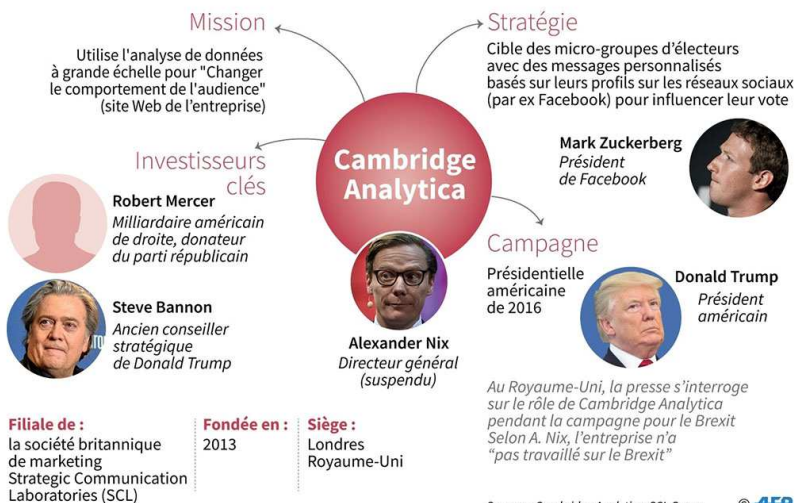 Mission
Utilise l'analyse de données
à grande échelle pour "Changer
le comportement de l'audience"
(site Web de l’entreprise)
Stratégie
Cible des micro-groupes d’électeurs
avec des messages personnalisés
basés sur leurs profils sur les réseaux sociaux
(par ex Facebook) pour influencer leur vote
Mark Zuckerberg
Président
de Facebook
Cambridge
Analytica
Investisseurs
clés
Robert Mercer
Milliardaire américain
de droite, donateur
du parti républicain
Steve Bannon
Ancien conseiller
stratégique
de Donald Trump
Alexander Nix
Directeur général
(suspendu)
Campagne
Présidentielle
américaine
de 2016
Donald Trump
Président
américain
Au Royaume-Uni, la presse s’interroge
sur le rôle de Cambridge Analytica
pendant la campagne pour le Brexit
Selon A. Nix, l’entreprise n’a
“pas travaillé sur le Brexit”
Filiale de :
la société britannique
de marketing
Strategic Communication
Laboratories (SCL)
Fondée en :
2013
Siège :
Londres
Royaume-Uni